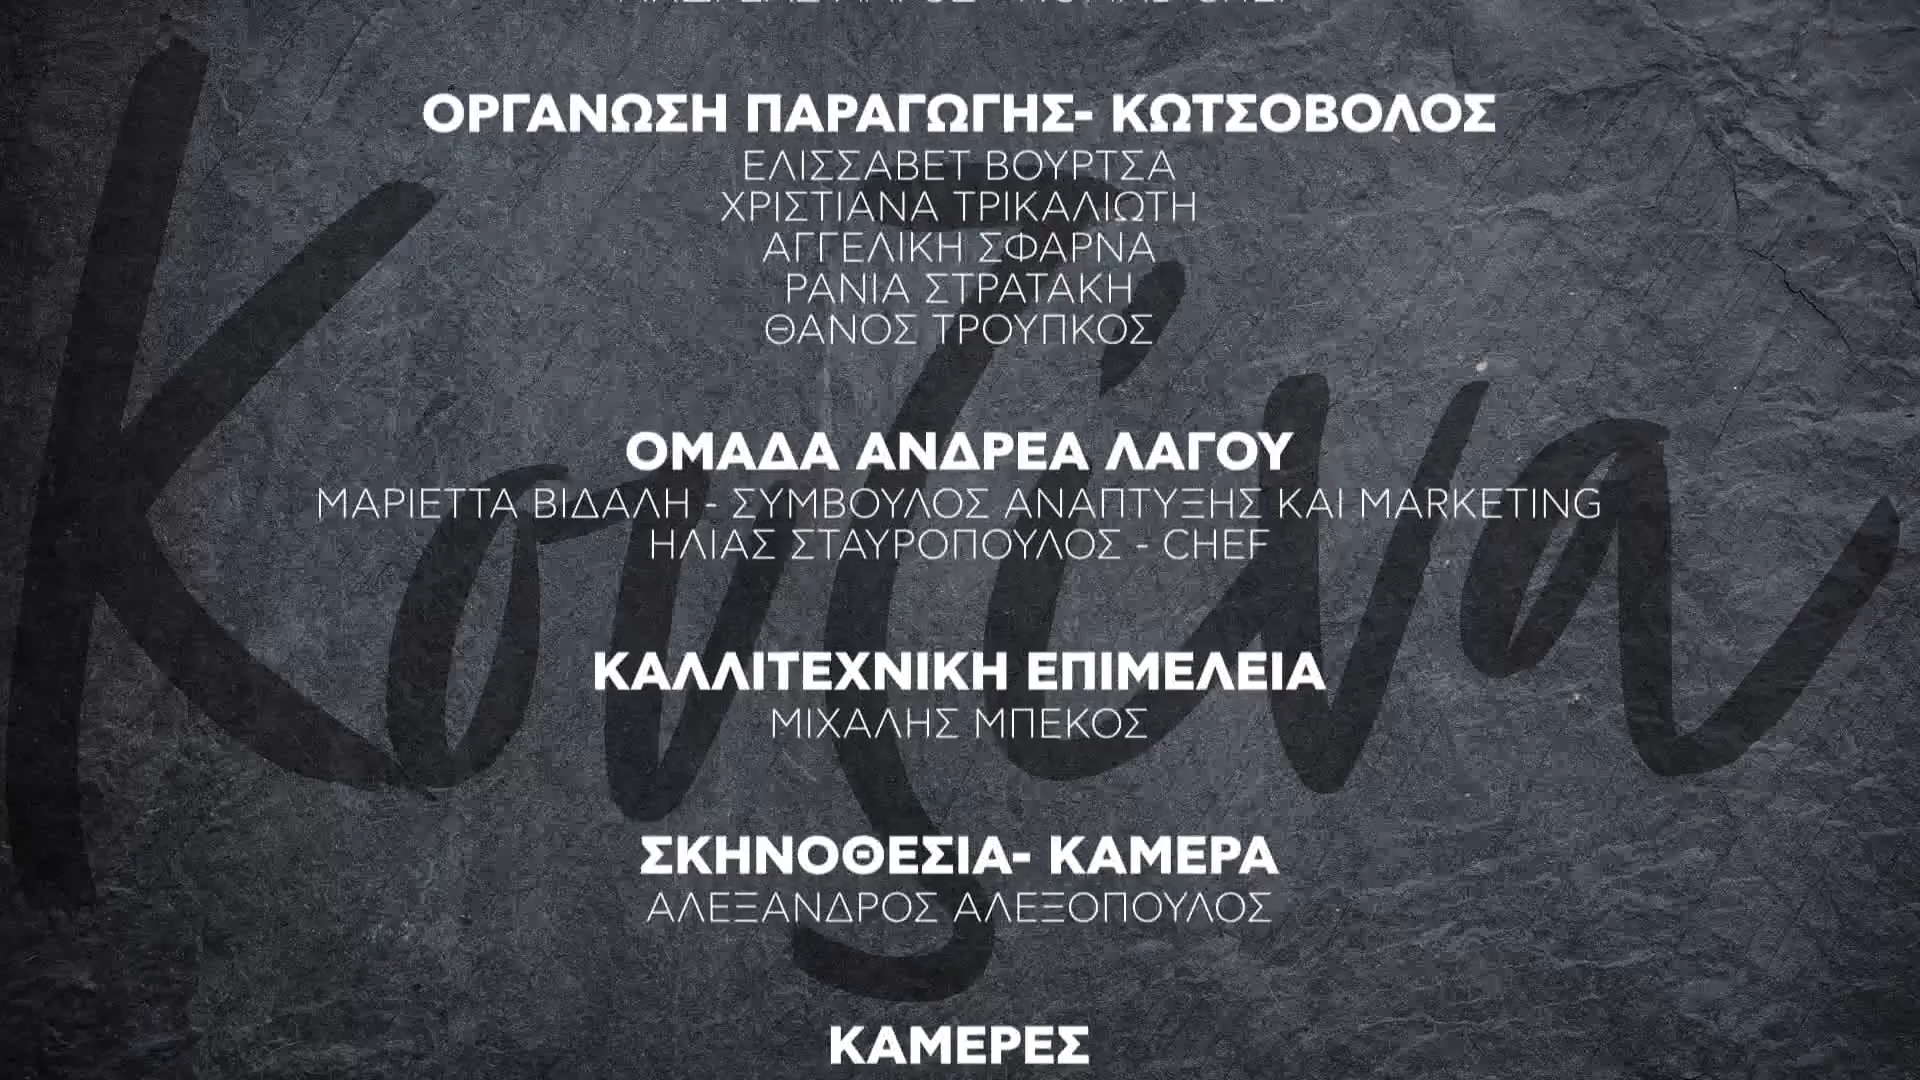 ΟΡΓΑΝΩΣΗ ΠΑΡΑΓΩΓΗΣ- ΚΩΤΣΟΒΟΛΟΣ
ΕΛΙΣΣΑΒΕΤ ΒΟΥΡΤΣΑ
ΧΡΙΣΤΙΑΝΑ ΤΡΙΚΑΛΙΩΤΗ
ΑΓΓΕΛΙΚΗ ΣΦΑΡΝΑ
ΡΑΝΙΑ ΣΤΡΑΤΑΚΗ
ΘΑΝΟΣ ΤΡΟΥΠΚΟΣ
ΟΜΑΔΑ ΑΝΔΡΕΑ ΛΑΓΟΥ
ΜΑΡΙΕΤΤΑ ΒΙΔΑΛΗ - ΣΥΜΒΟΥΛΟΣ ΑΝΑΠΤΥΞΗΣ ΚΑΙ MARKETING
ΗΛΙΑΣ ΣΤΑΥΡΟΠΟΥΛΟΣ - CHEF
Κουζίνα
ΚΑΛΛΙΤΕΧΝΙΚΗ ΕΠΙΜΕΛΕΙΑ
ΜΙΧΑΛΗΣ ΜΠΕΚΟΣ
ΣΚΗΝΟΘΕΣΙΑ- ΚΑΜΕΡΑ
ΑΛΕΞΑΝΔΡΟΣ ΑΛΕΞΟΠΟΥΛΟΣ
ΚΑΜΕΡΕΣ